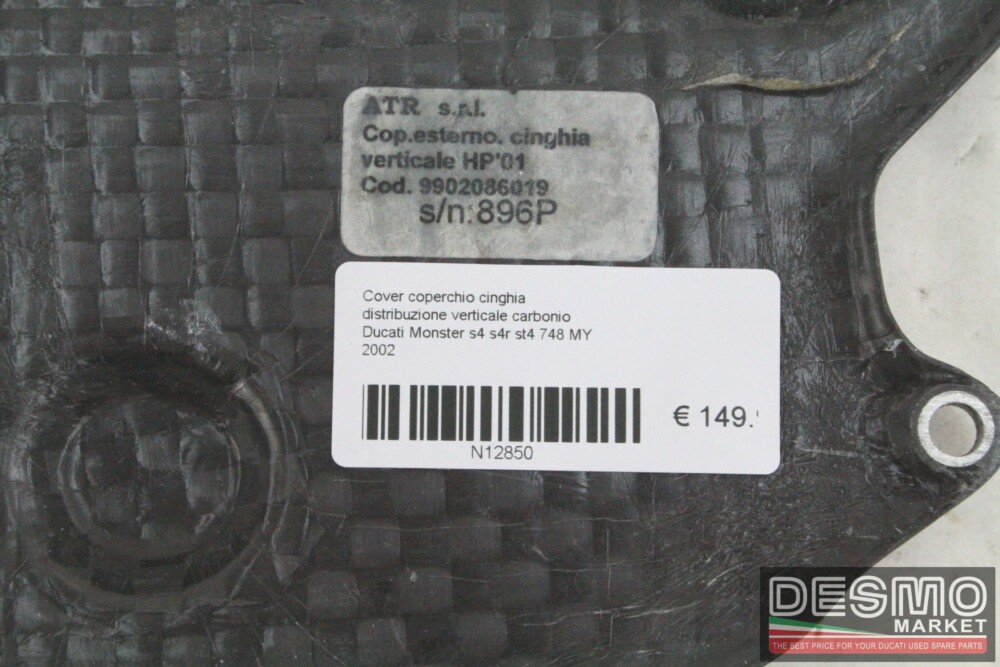 ATR s.r.l.
Cop.esterno. cinghia
verticale HP'01
Cod. 9902086019
s/n:896P
Cover coperchio cinghia
distribuzione verticale carbonio
Ducati Monster s4 s4r st4 748 MY
2002
€ 149.
N12850
DESMO
MARKET
THE BEST PRICE FOR YOUR DUCATI USED SPARE PARTS